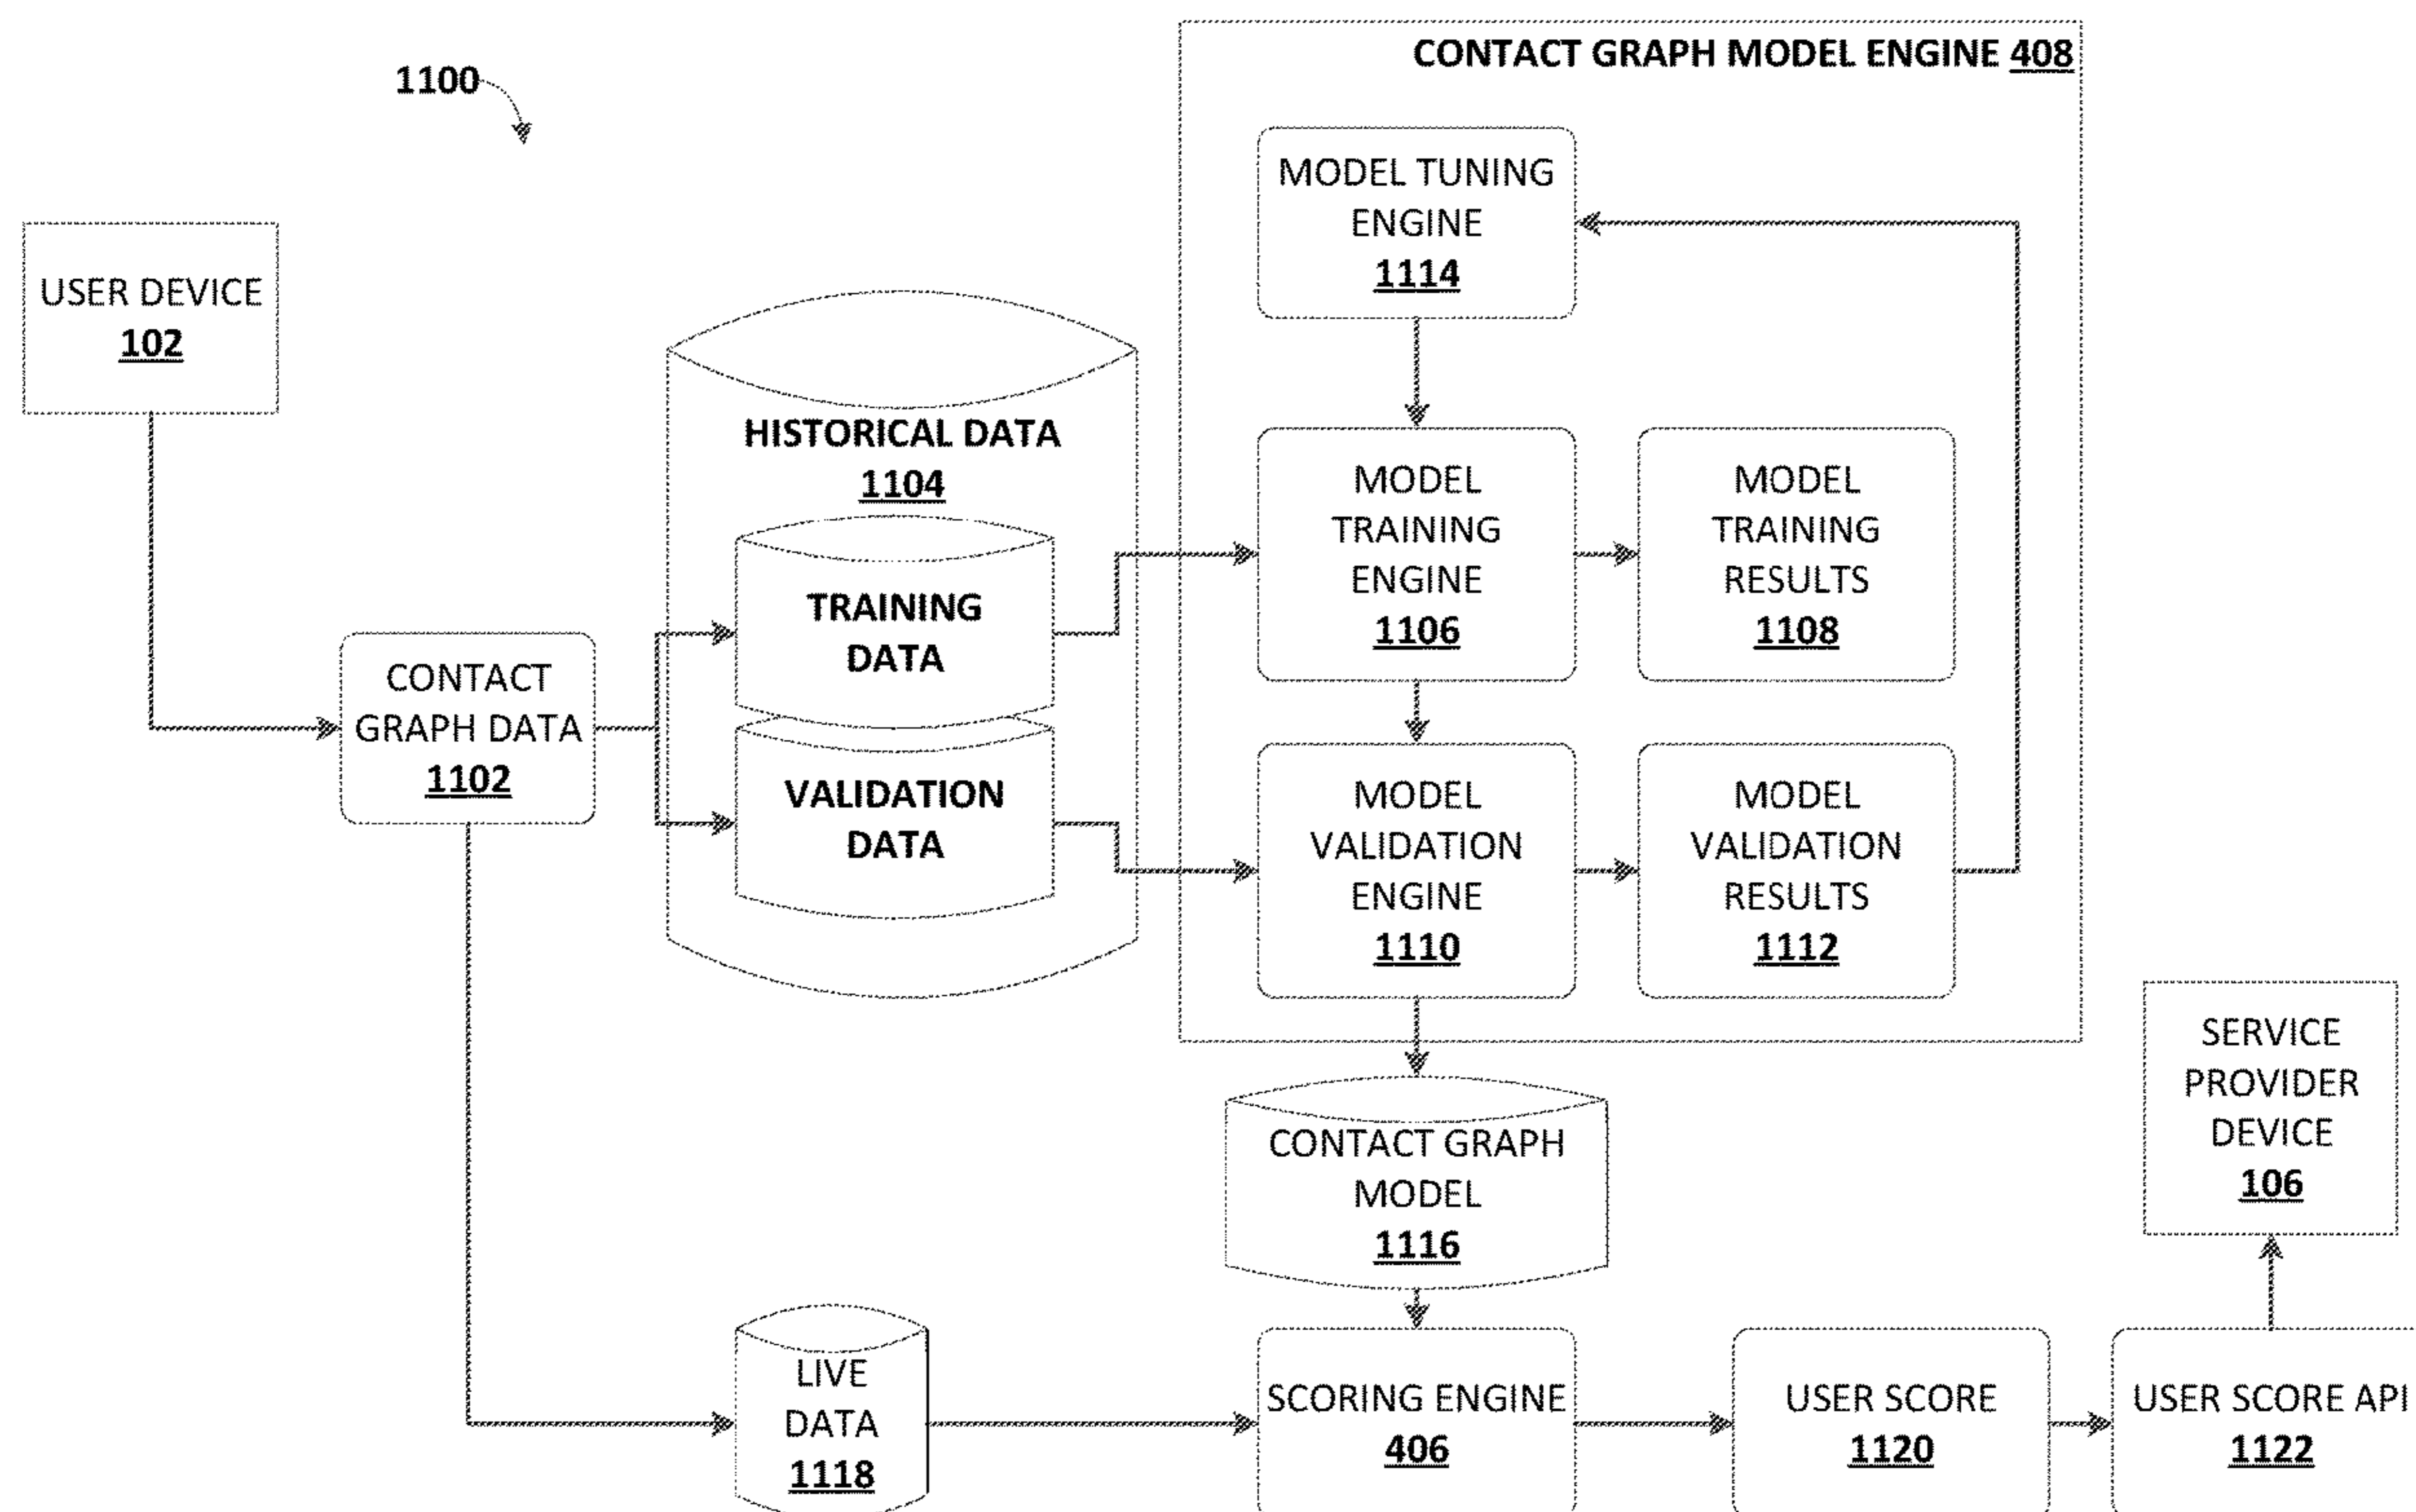 1100
CONTACT GRAPH MODEL ENGINE 408
USER DEVICE
102
MODEL TUNING
ENGINE
1114
HISTORICAL DATA
1104
TRAINING
DATA
VALIDATION
DATA
CONTACT
GRAPH DATA
1102
MODEL
TRAINING
ENGINE
1106
MODEL
TRAINING
RESULTS
1108
MODEL
VALIDATION
ENGINE
1110
MODEL
VALIDATION
RESULTS
1112
CONTACT GRAPH
MODEL
1116
SERVICE
PROVIDER
DEVICE
106
LIVE
DATA
1118
SCORING ENGINE
406
USER SCORE
1120
USER SCORE API
1122